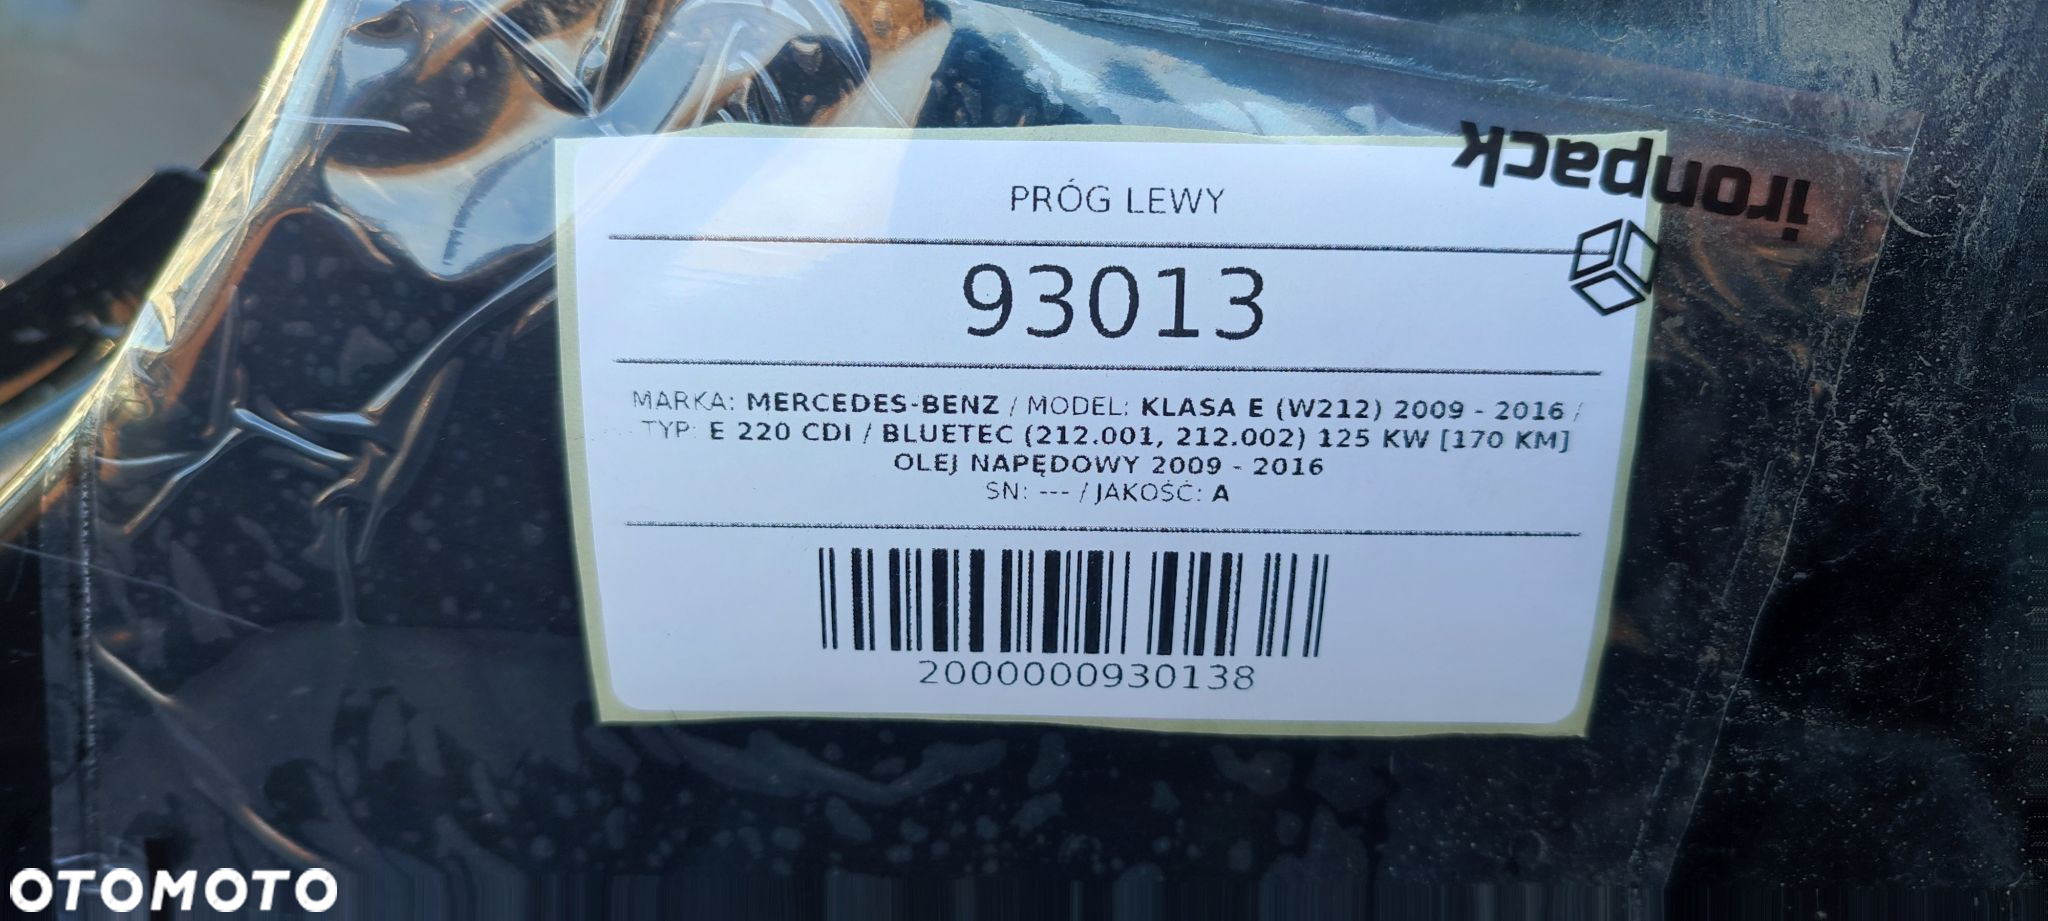 ironpack
PRÓG LEWY
93013
MARKA: MERCEDES-BENZ / MODEL: KLASA E (W212) 2009 - 2016 /
TYP: E 220 CDI / BLUETEC (212.001, 212.002) 125 KW [170 KM]
OLEJ NAPĘDOWY 2009 - 2016
SN: --- / JAKOŚĆ: A
2000000930138
OTOMOTO